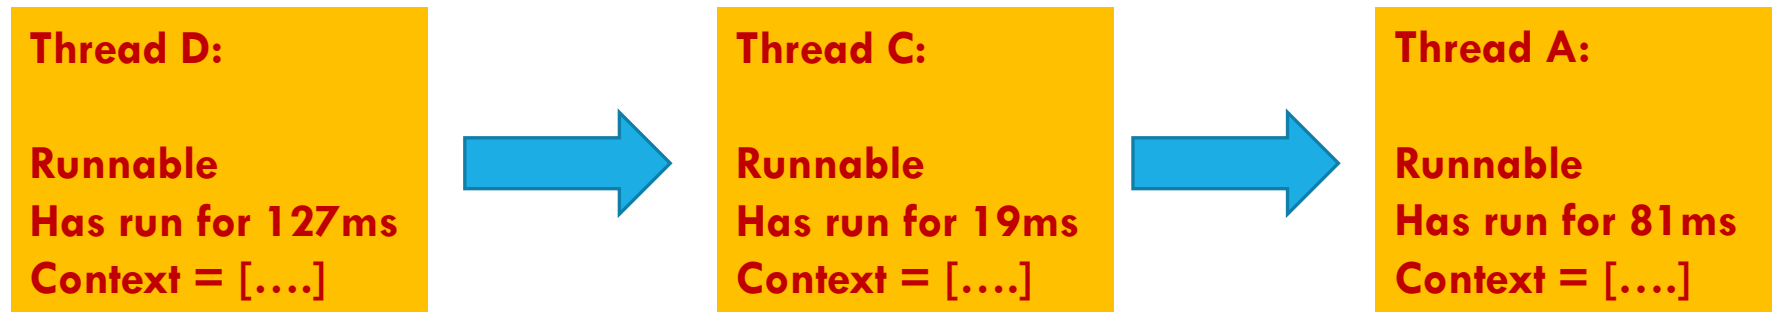 Thread D:
Runnable
Has run for 127ms
Context = [....]
Thread C:
Runnable
Has run for 19ms
Context = [....]
Thread A:
Runnable
Has run for 81ms
Context = [....]